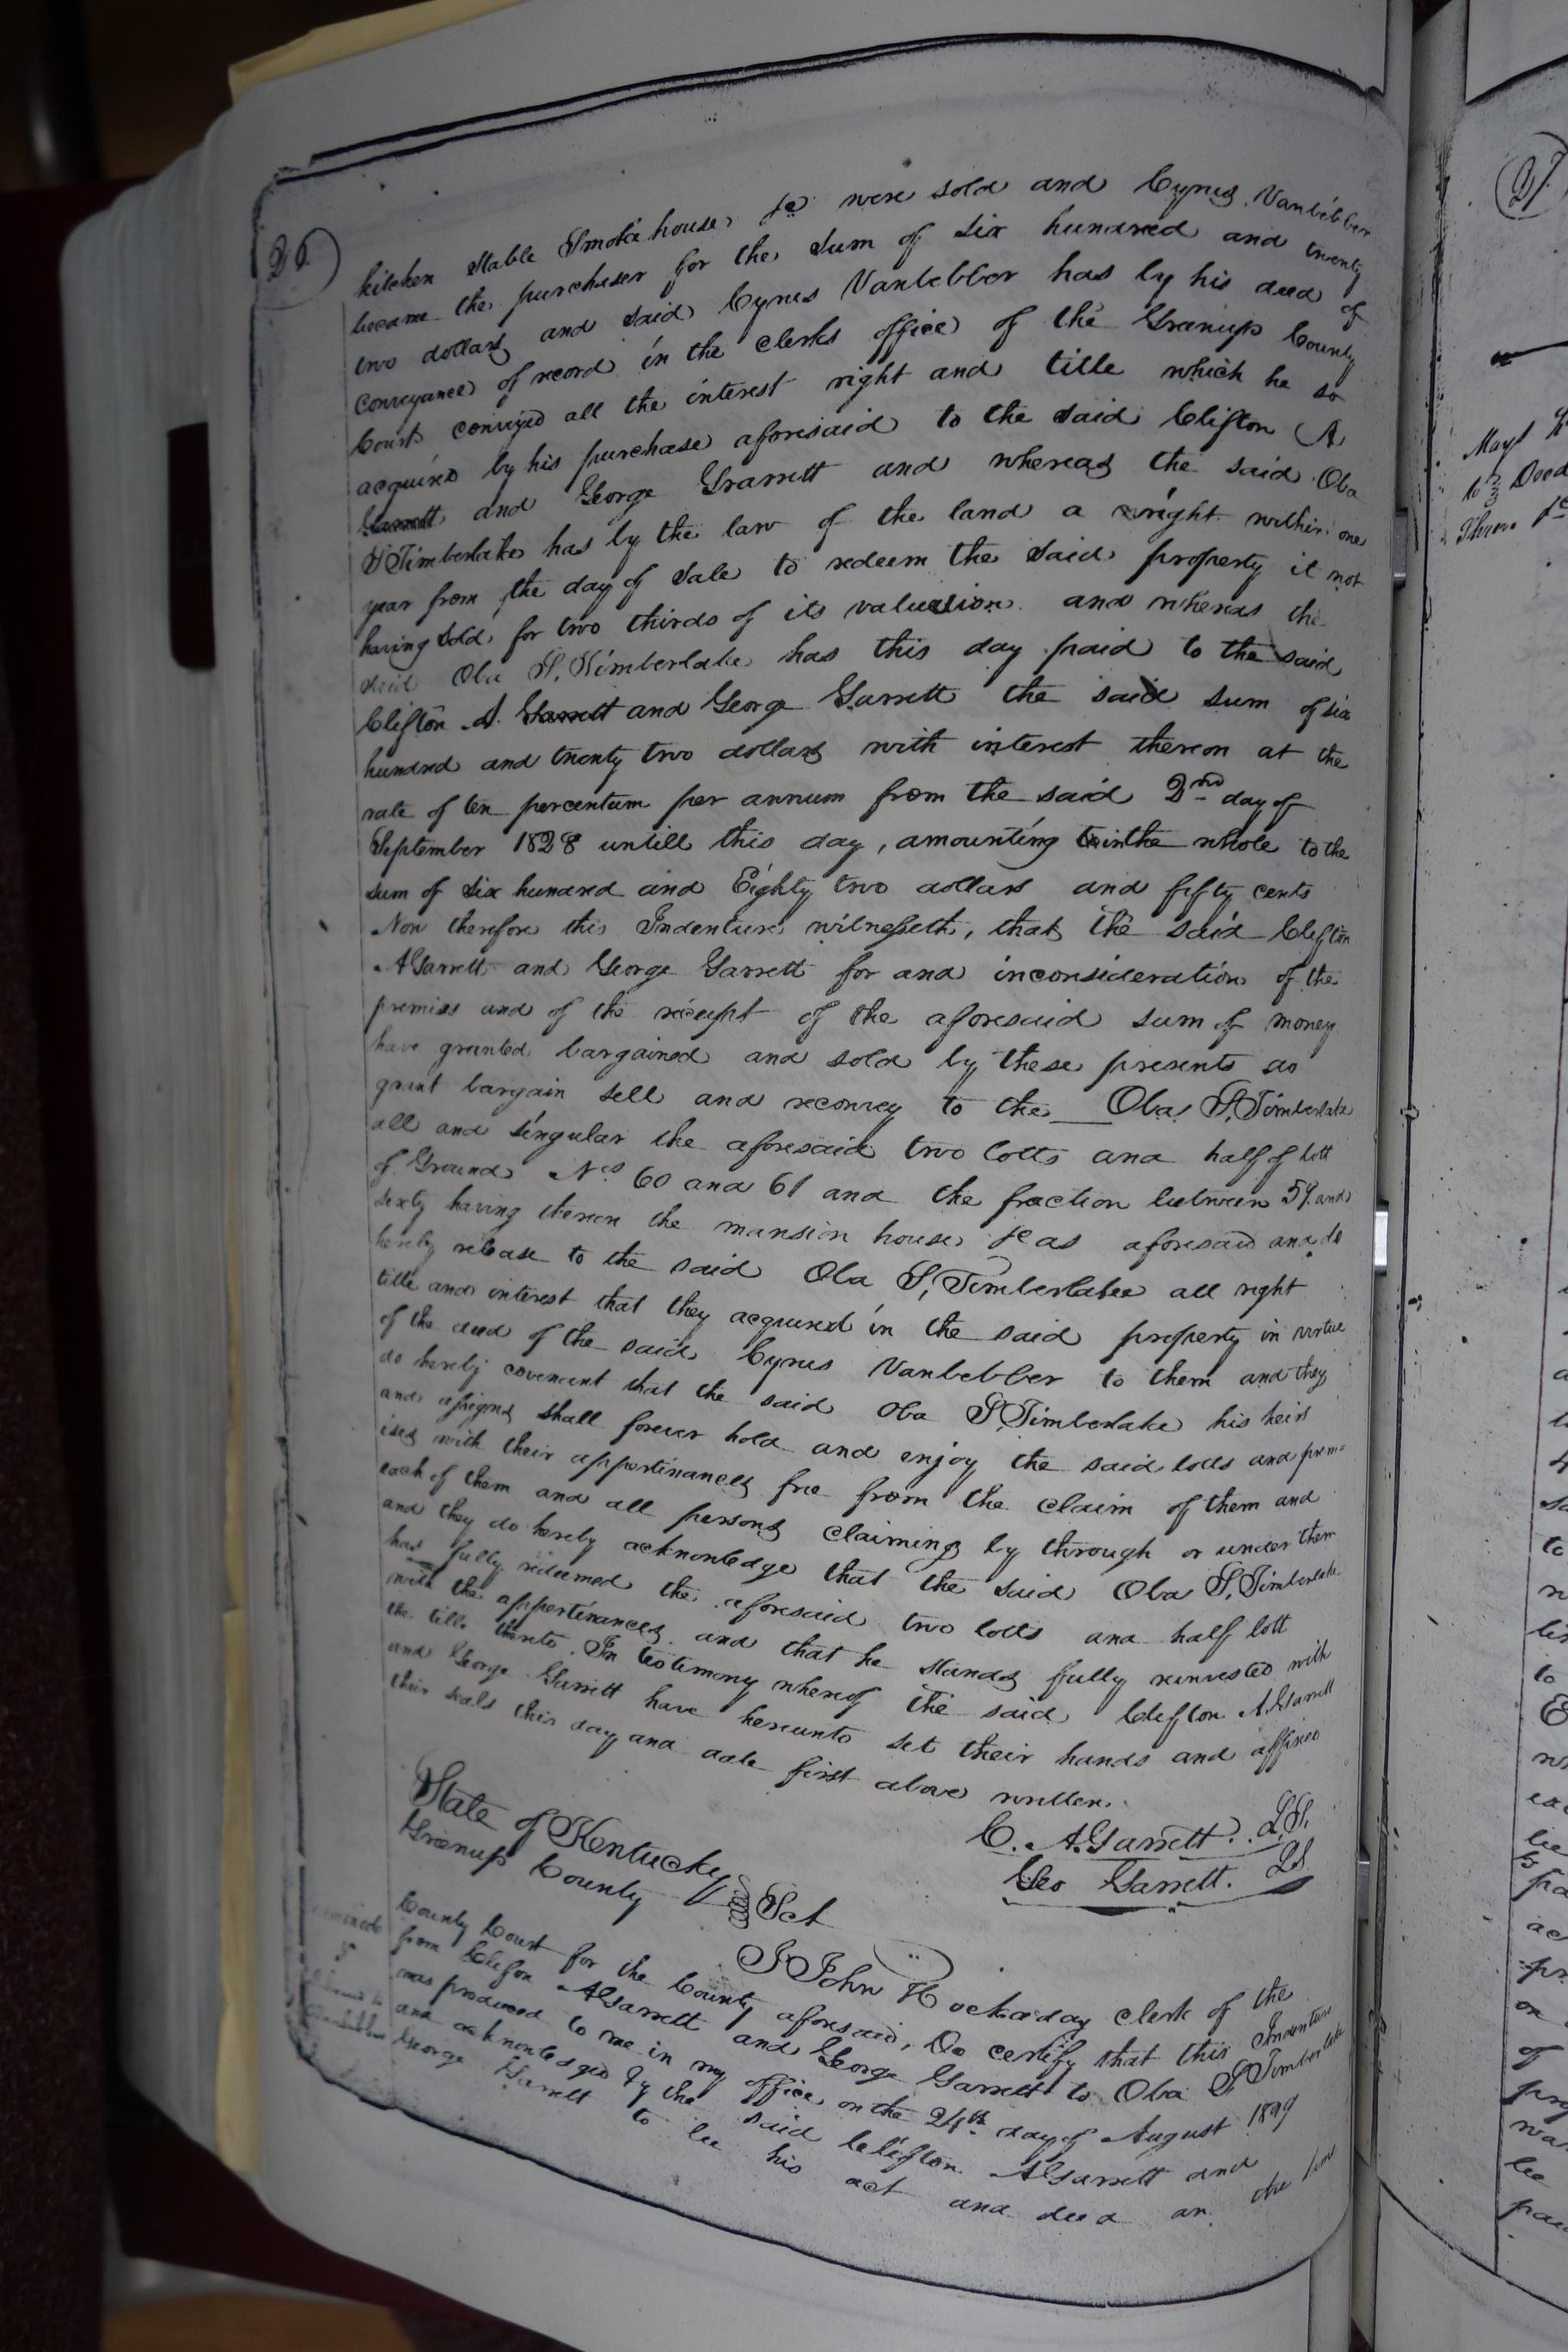 26
kitchen Stable Smoke house, &c were sold and Cyrus Vanbebber
became the purchaser for the sum of six hundred and twenty
two dollars and said Cyrus Vanbebber has by his deed of
conveyance of record in the clerks office of the Greenup County
Court conveyed all the interest right and title which he so
acquired by his purchase aforesaid to the said Clifton A
Garrett and George Grarrett and whereas the said Oba
S Timberlake has by the law of the land a right within one
year from the day of Sale to redeem the said property it not
having Sold for two thirds of its valuation and whereas the
said Oba S. Timberlake has this day paid to the said
Clifton A. Garrett and George Garrett the said sum of six
hundred and twenty two dollars with interest thereon at the
rate of ten percentum per annum from the said 2nd day of
September 1828 untill this day, amounting in the whole to the
sum of six hundred and Eighty two dollars and fifty cents
Now therefore this Indenture witnesseth, that the said Clifton
A Garrett and George Garrett for and inconsideration of the
premises and of the receipt of the aforesaid sum of money
have granted bargained and sold by these presents do
grant bargain sell and reconvey to the Oba S. Timberlake
all and singular the aforesaid two lotts and half of lott
of Ground Nos 60 and 61 and the fraction between 59 and
sixty having thereon the mansion house, &c as aforesaid and do
hereby release to the said Oba S, Timberlake all right
title and interest that they acquired in the said property in virtue
of the deed of the said Cyrus Vanbebber to them and they
do hereby covenant that the said Oba S. Timberlake his heirs
and assigns shall forever hold and enjoy the said lotts and prem=
ises with their appertinances free from the claim of them and
each of them and all persons claiming by through or under them
and they do hereby acknowledge that the said Oba S. Timberlake
has fully redeemed the aforesaid two lotts and half lott
with the appertinances and that he stands fully reinvested with
the title thereto. In testimony whereof the said Clifton A. Garrett
and George Garrett have hereunto set their hands and affixed
their seals this day and date first above written.
C. A. Garrett. L.S.
Geo Garrett. LS
State of Kentucky
Greenup County Sct
I John Hockaday clerk of the
County Court for the County aforesaid, Do certify that this Indenture
from Clifton A Garrett and George Garrett to Oba S Timberlake
was produced to me in my office on the 24th day of August 1829
and acknowledged by the said Clifton A Garrett and
George Garrett to be his act and deed an the
27
May
to Deed